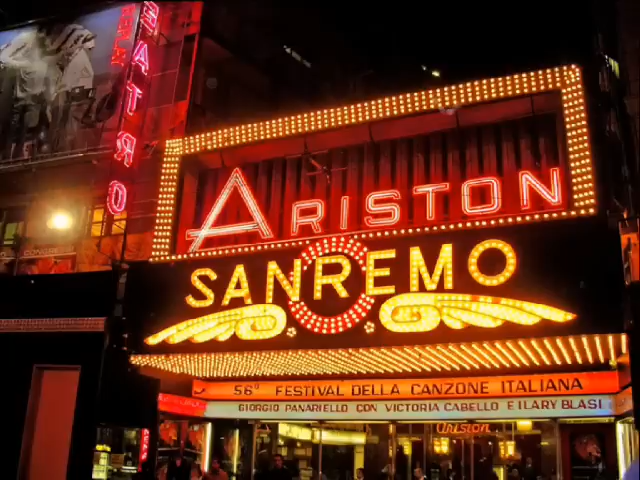 TEATRO
ARISTON
SANREMO
56° FESTIVAL DELLA CANZONE ITALIANA
GIORGIO PANARIELLO CON VICTORIA CABELLO E ILARY BLASI
Ariston